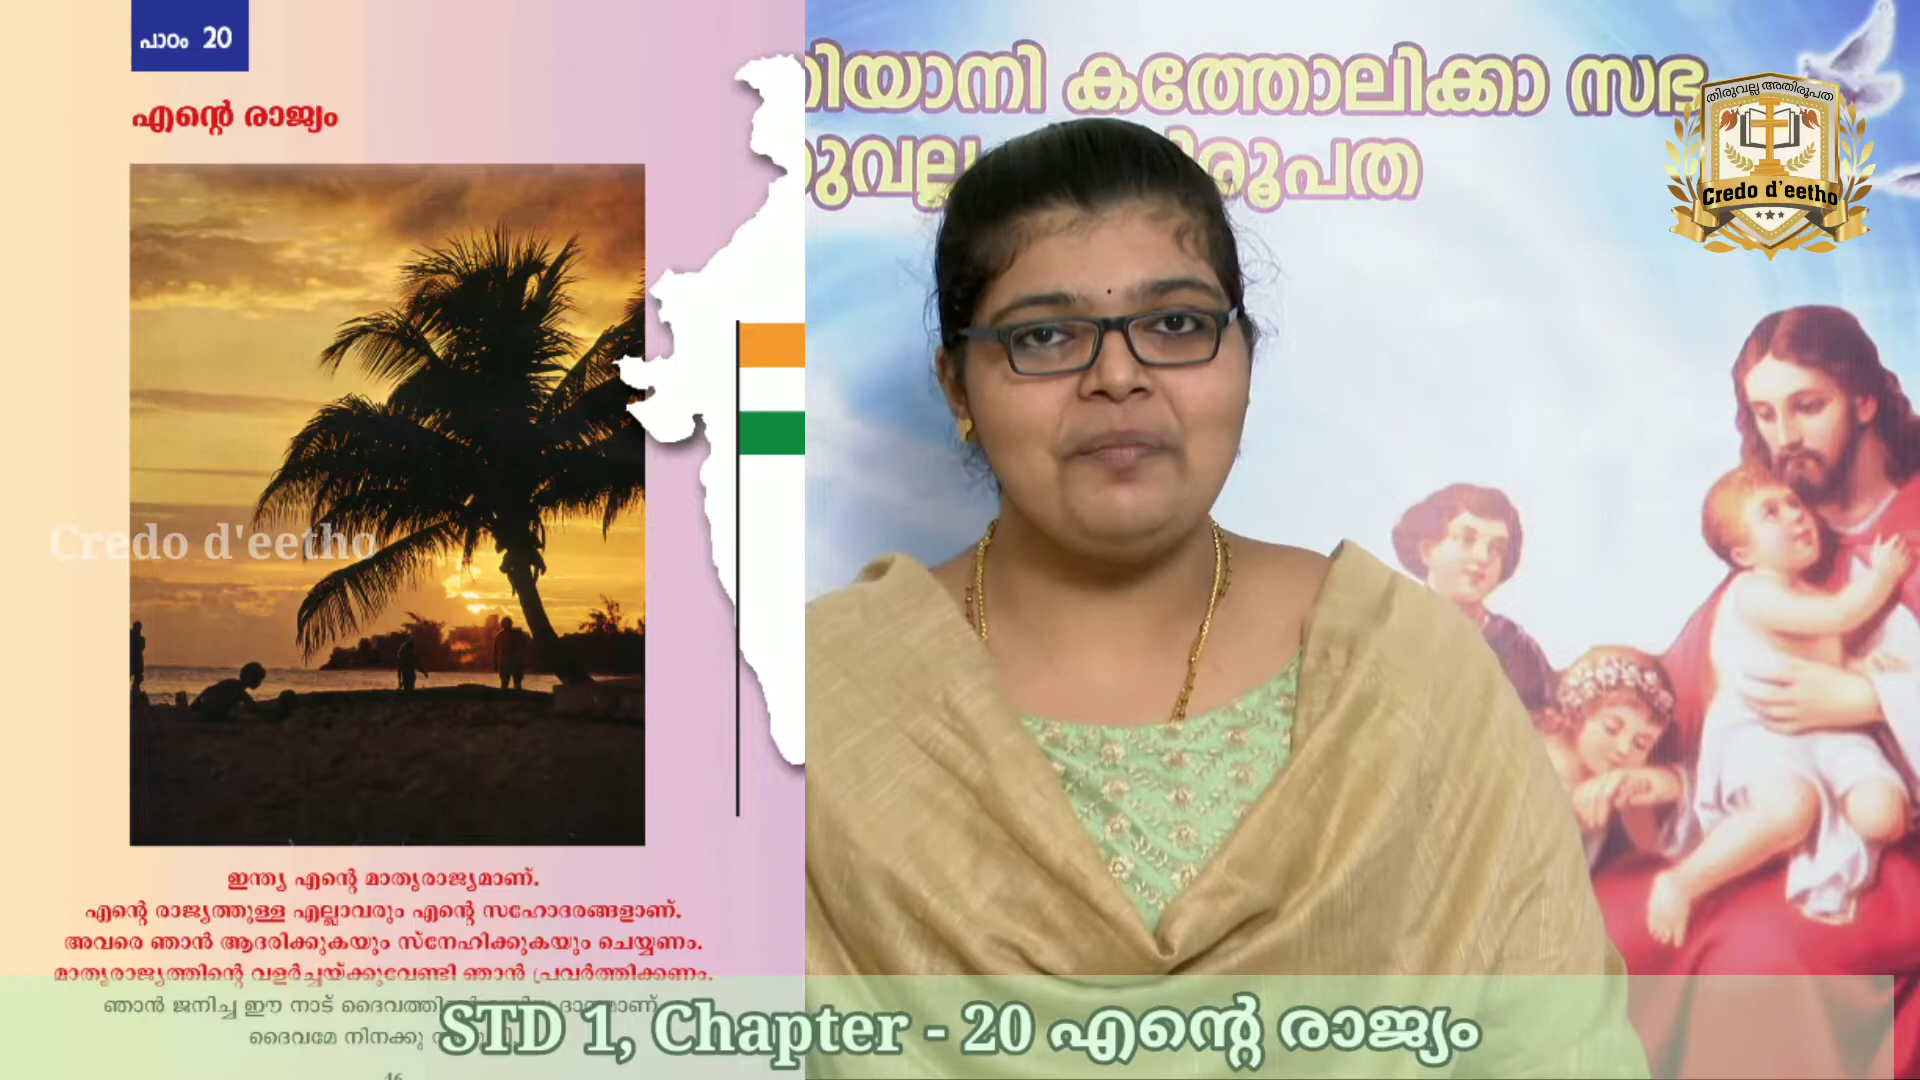 പാഠം 20
എന്റെ രാജ്യം
Credo d'eetho
ഇന്ത്യ എന്റെ മാതൃരാജ്യമാണ്.
എന്റെ രാജ്യത്തുള്ള എല്ലാവരും എന്റെ സഹോദരങ്ങളാണ്.
അവരെ ഞാൻ ആദരിക്കുകയും സ്നേഹിക്കുകയും ചെയ്യണം.
മാതൃരാജ്യത്തിന്റെ വളർച്ചയ്ക്കുവേണ്ടി ഞാൻ പ്രവർത്തിക്കണം.
ഞാൻ ജനിച്ച ഈ നാട്
ദൈവമേ നിനക്കു
കത്തോലിക്കാ സഭ
തിരുവല്ല അതിരൂപത
Credo d'eetho
STD 1, Chapter - 20 എന്റെ രാജ്യം